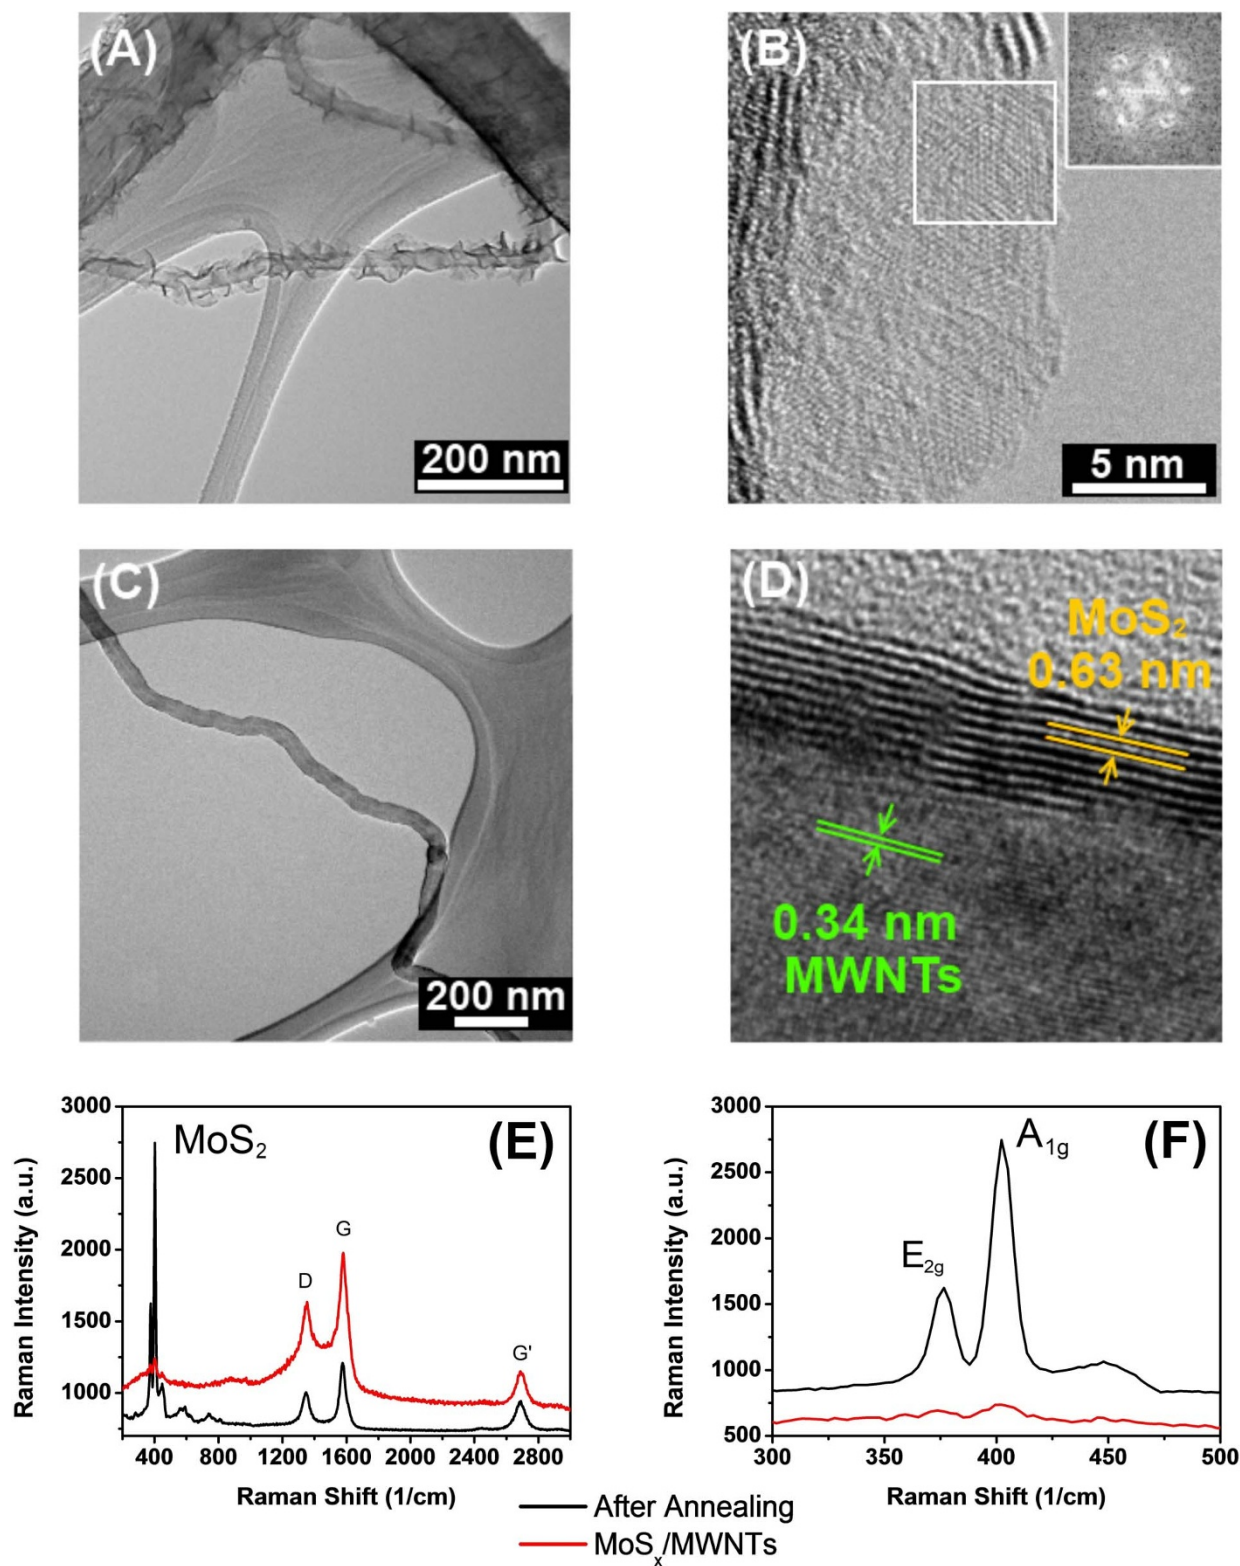 (A)
200 nm
(B)
5 nm
(C)
200 nm
(D)
MoS₂
0.63 nm
0.34 nm
MWNTs
(E)
MoS₂
D
G
G'
3000
2500
2000
1500
1000
400 800 1200 1600 2000 2400 2800
Raman Intensity (a.u.)
Raman Shift (1/cm)
(F)
E₂g
A₁g
3000
2500
2000
1500
1000
500
300 350 400 450 500
Raman Intensity (a.u.)
Raman Shift (1/cm)
After Annealing
MoSₓ/MWNTs